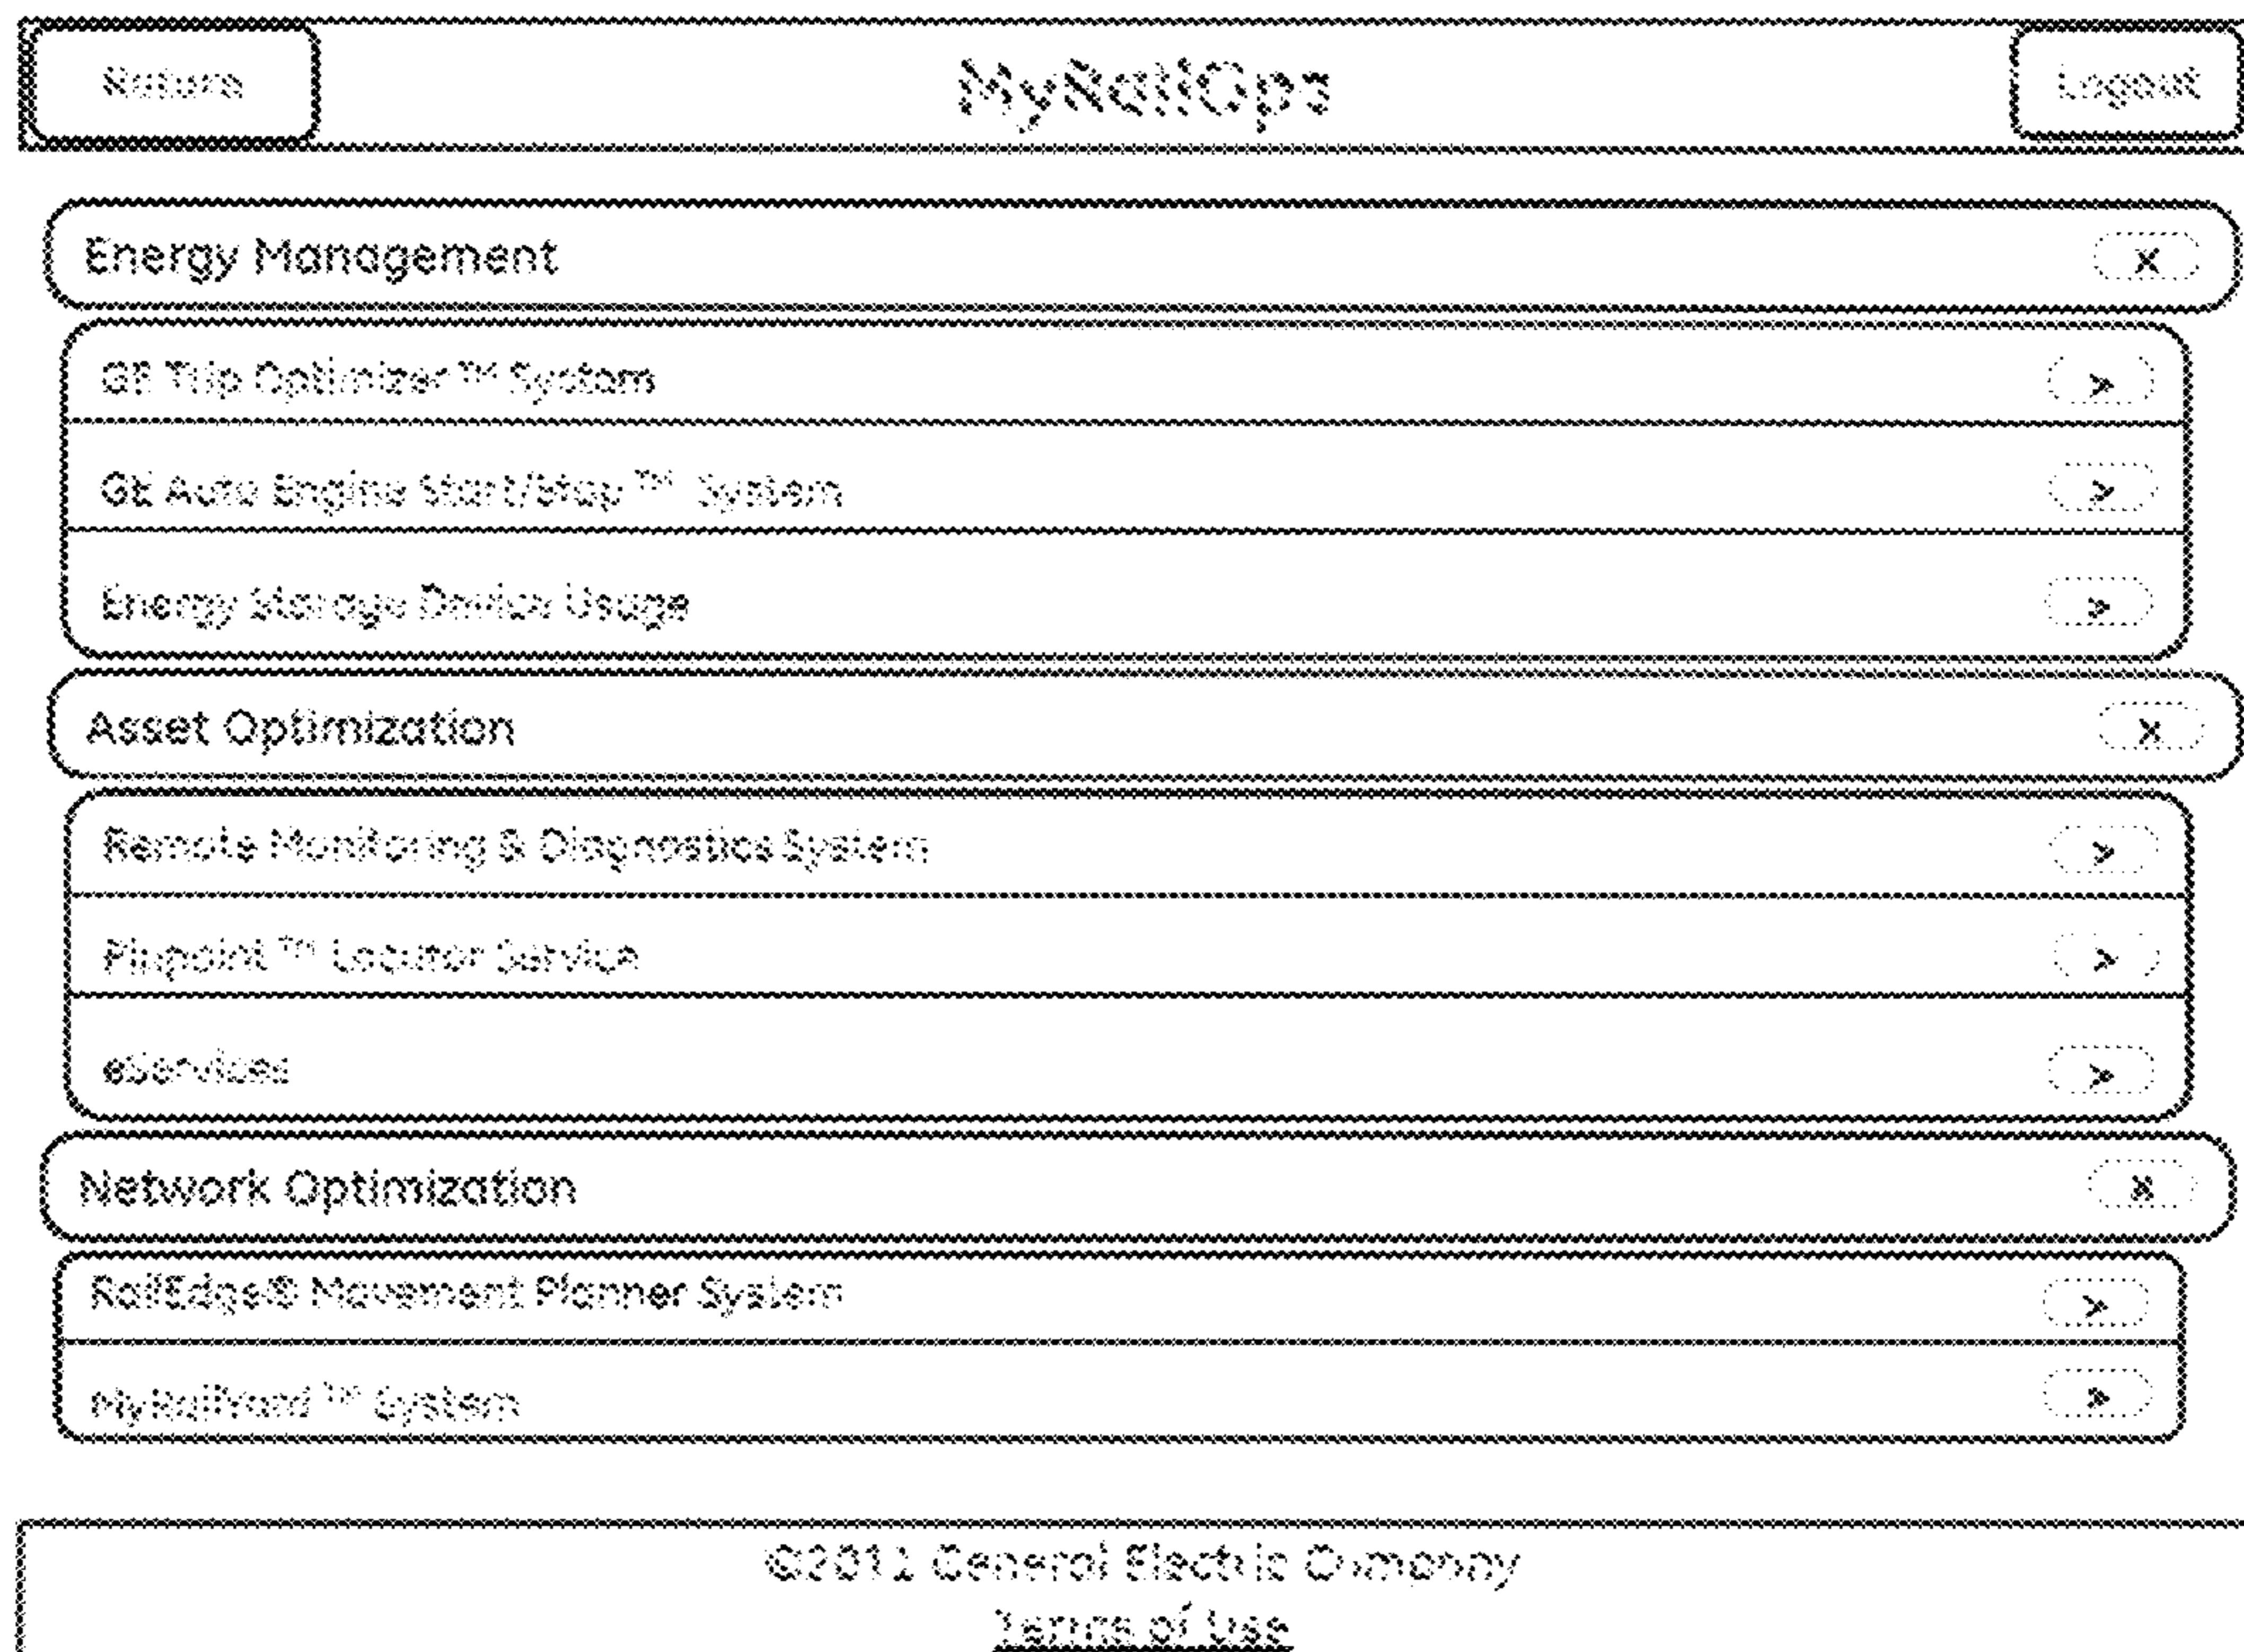 Return MyRailOps Logout
Energy Management x
GE Trip Optimizer™ System >
GE Auto Engine Start/Stop™ System >
Energy Storage Device Usage >
Asset Optimization x
Remote Monitoring & Diagnostics System >
Pinpoint™ Locator Service >
eServices >
Network Optimization x
RailEdge® Movement Planner System >
MyRailYard™ System >
©2011 General Electric Company
Terms of Use